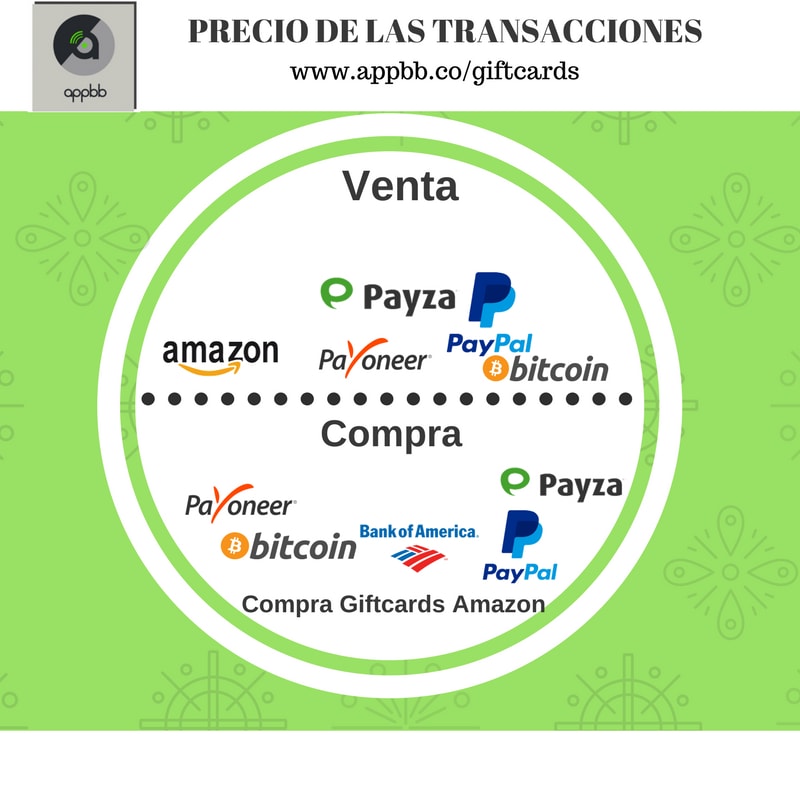 appbb
PRECIO DE LAS TRANSACCIONES
www.appbb.co/giftcards
Venta
Payza
PayPal
amazon
Payoneer®
bitcoin
Compra
Payza
Payoneer®
bitcoin
Bank of America.
PayPal
Compra Giftcards Amazon